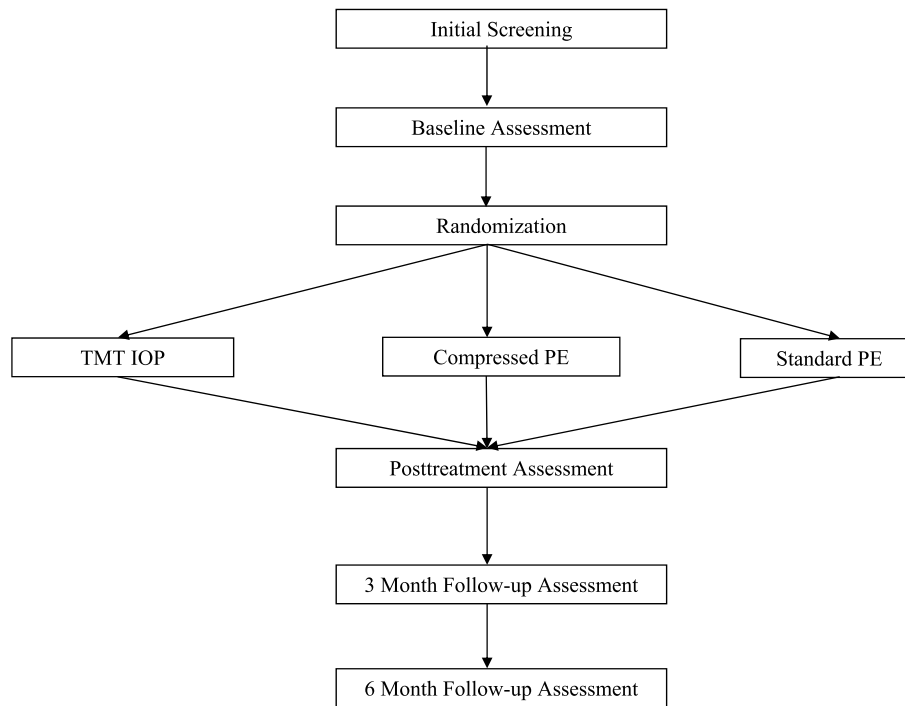 Initial Screening
Baseline Assessment
Randomization
TMT IOP
Compressed PE
Standard PE
Posttreatment Assessment
3 Month Follow-up Assessment
6 Month Follow-up Assessment